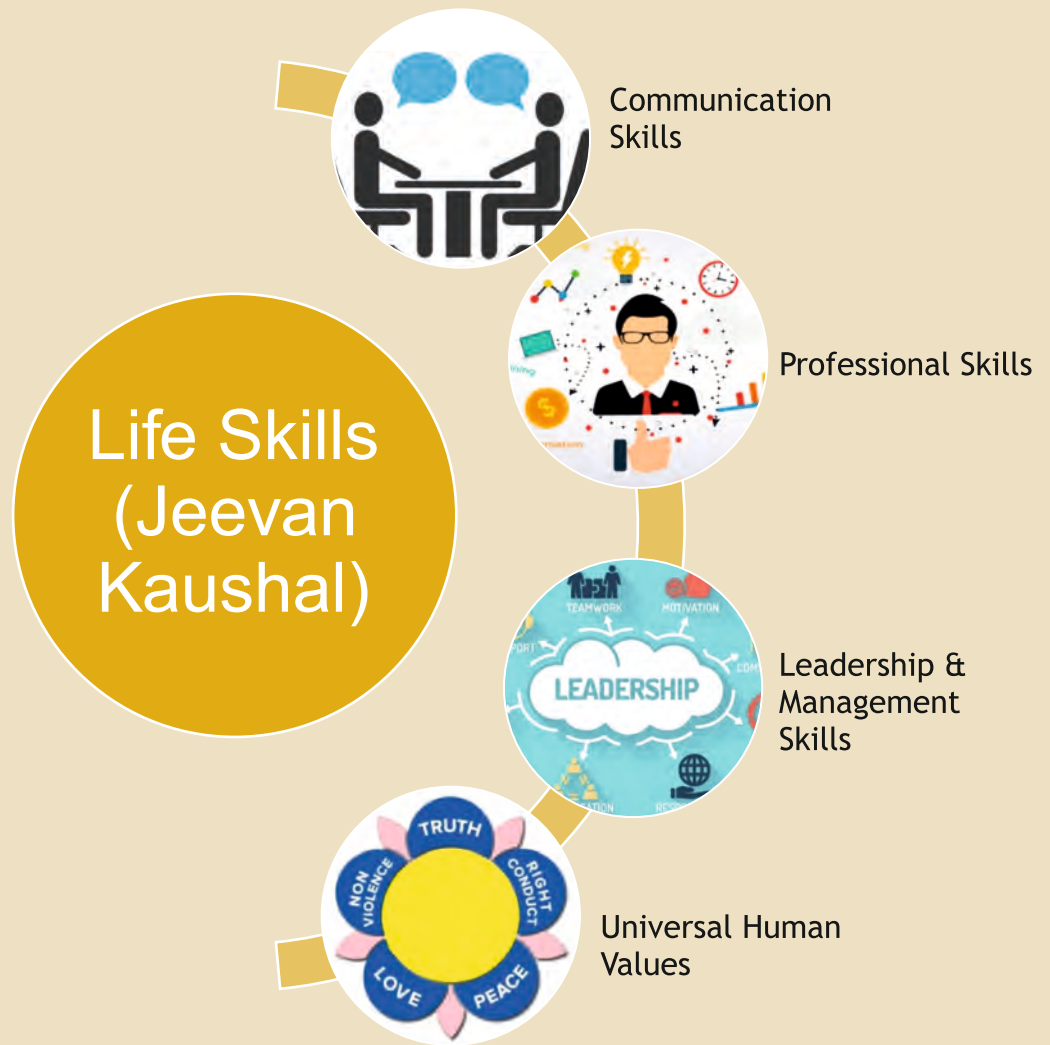 Communication
Skills
Professional Skills
Life Skills
(Jeevan
Kaushal)
TEAMWORK
MOTIVATION
LEADERSHIP
Leadership &
Management
Skills
TRUTH
NON
VIOLENCE
RIGHT
CONDUCT
LOVE
PEACE
Universal Human
Values